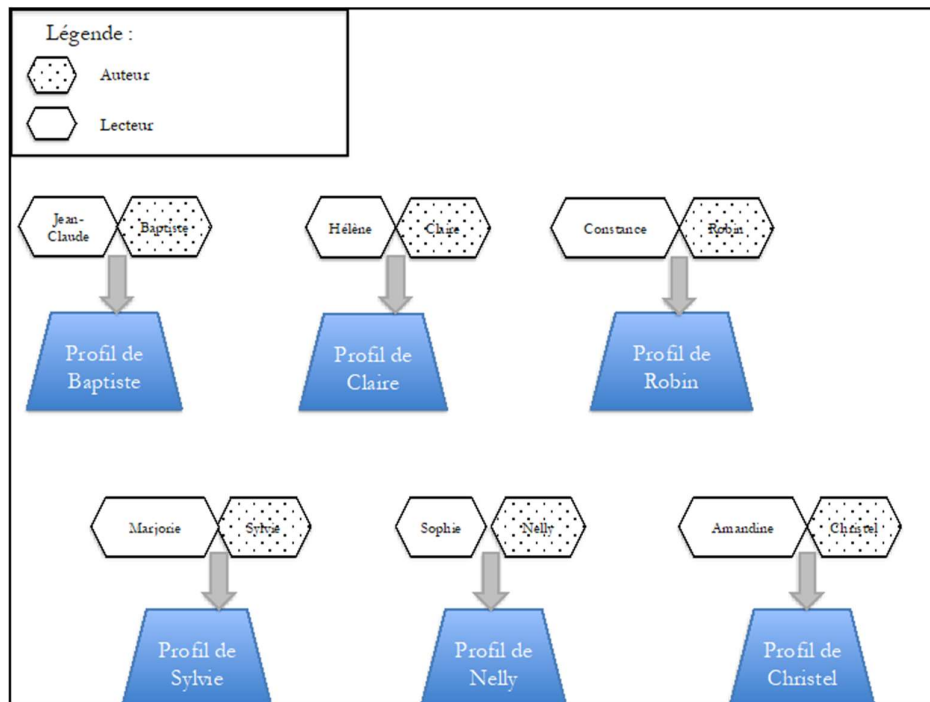 Légende :
Auteur
Lecteur
Jean-
Claude
Baptiste
Hélène
Claire
Constance
Robin
Profil de
Baptiste
Profil de
Claire
Profil de
Robin
Marjorie
Sylvie
Sophie
Nelly
Amandine
Christel
Profil de
Sylvie
Profil de
Nelly
Profil de
Christel